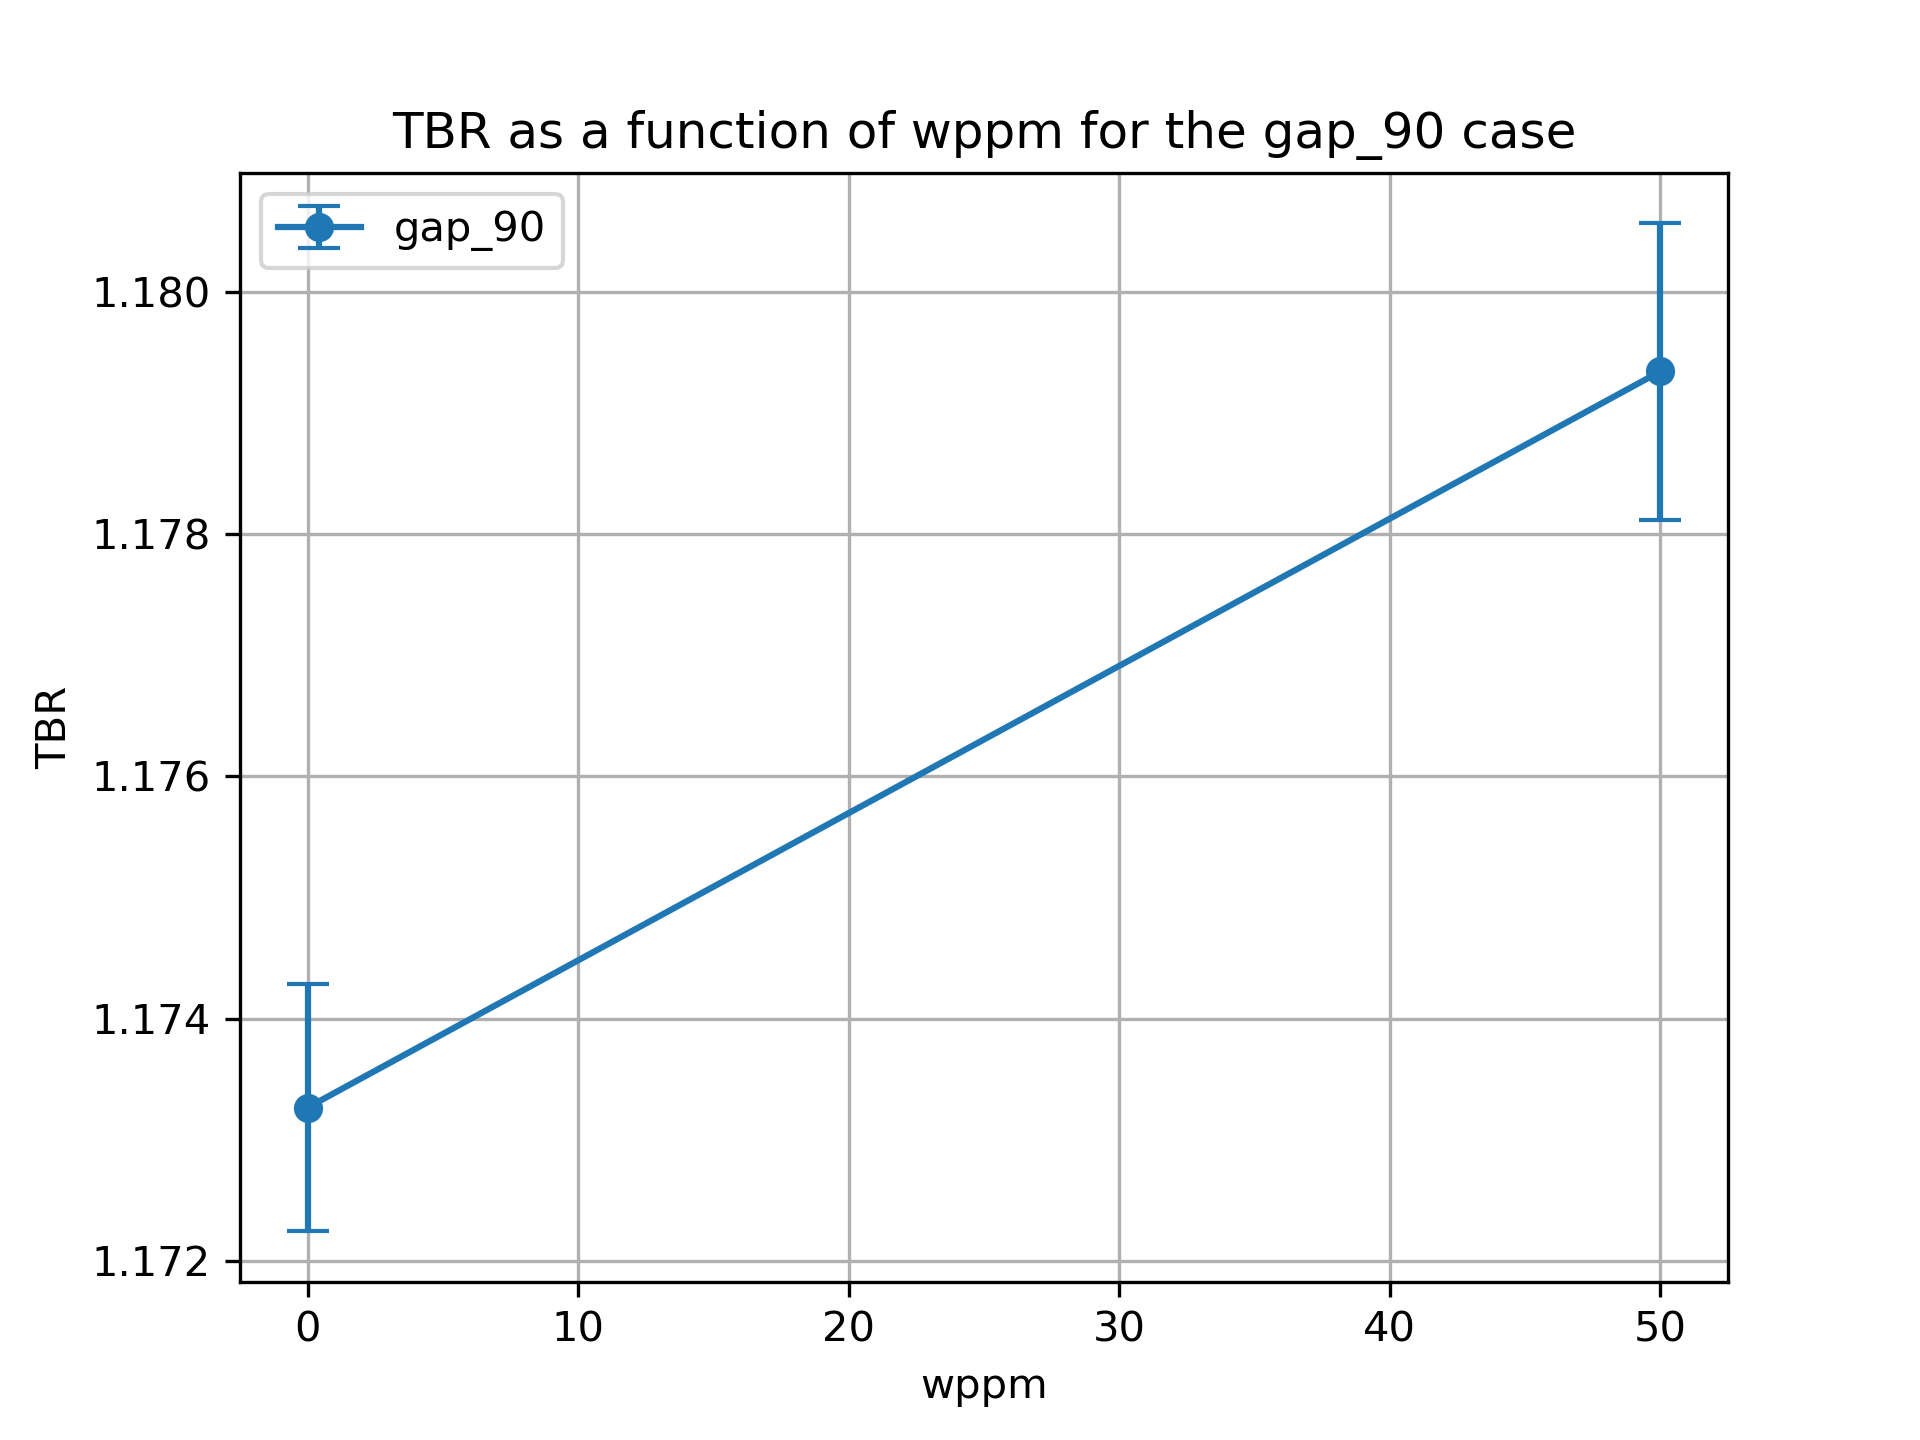 TBR as a function of wppm for the gap_90 case
gap_90
1.180
1.178
1.176
1.174
1.172
TBR
0 10 20 30 40 50
wppm